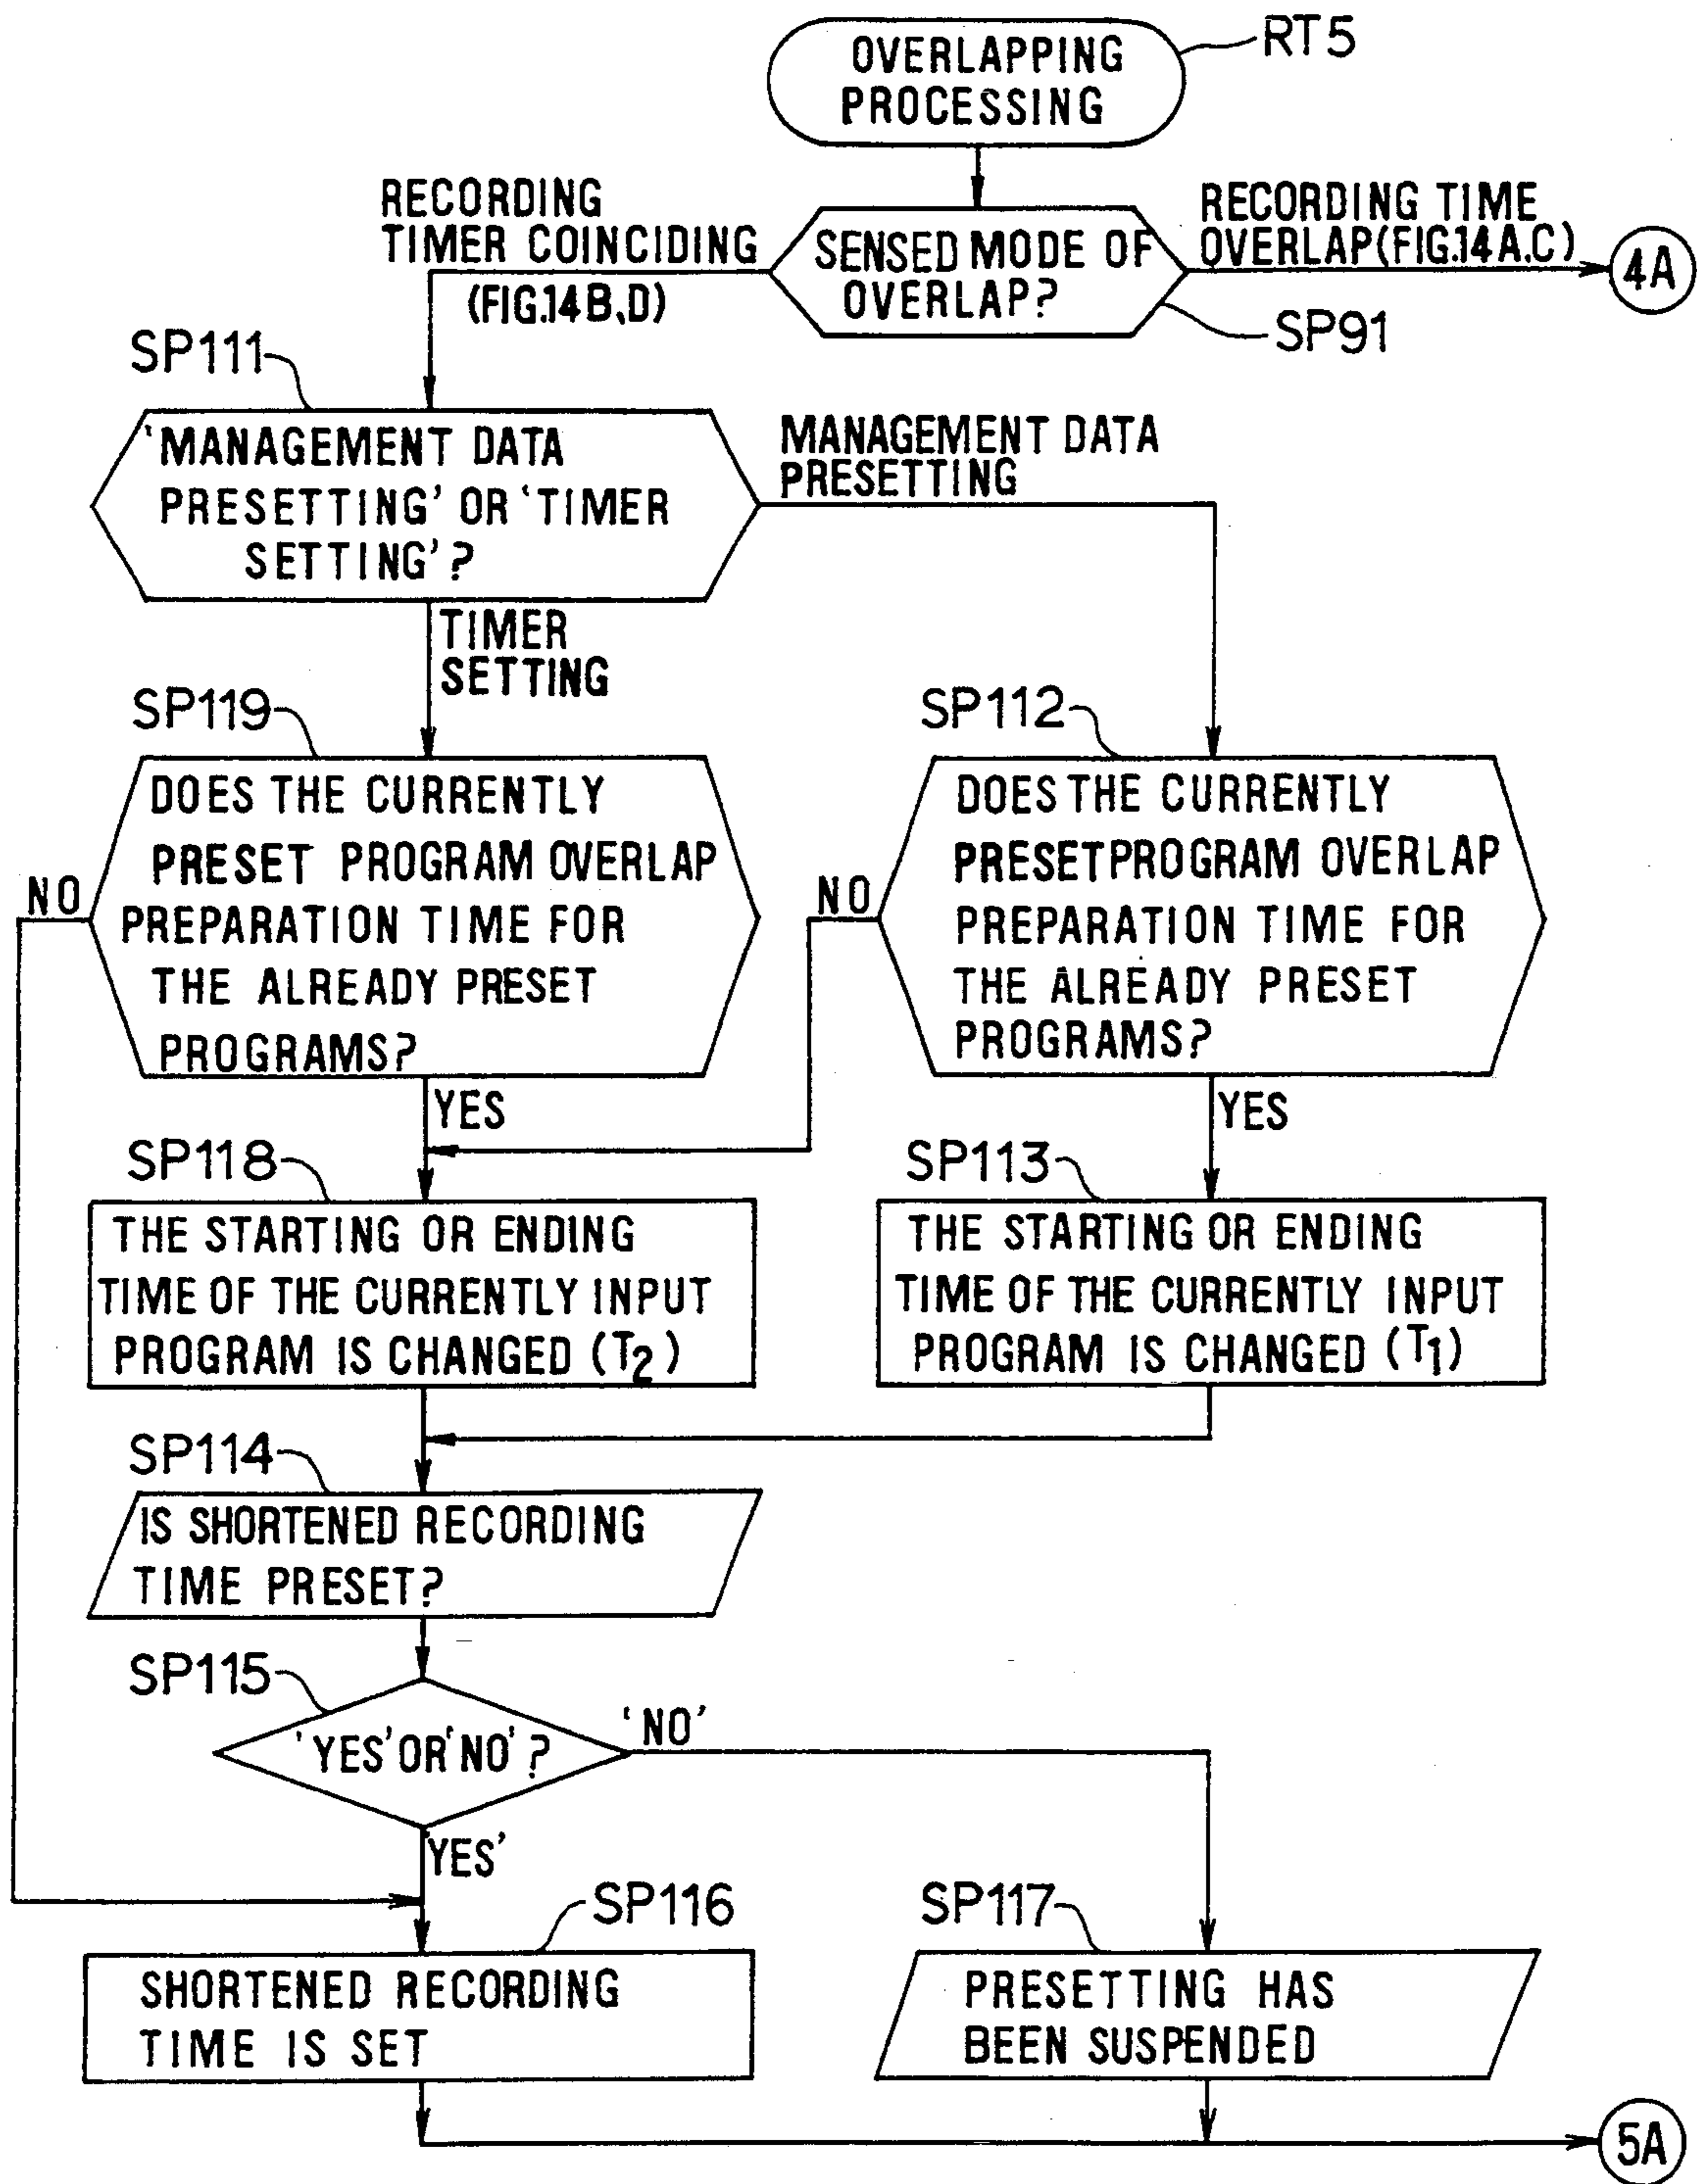 OVERLAPPING
PROCESSING
RT5
RECORDING
TIMER COINCIDING
(FIG.14B,D)
SENSED MODE OF
OVERLAP?
SP91
RECORDING TIME
OVERLAP(FIG.14A,C)
4A
SP111
'MANAGEMENT DATA
PRESETTING' OR 'TIMER
SETTING'?
MANAGEMENT DATA
PRESETTING
TIMER
SETTING
SP119
DOES THE CURRENTLY
PRESET PROGRAM OVERLAP
PREPARATION TIME FOR
THE ALREADY PRESET
PROGRAMS?
NO
YES
SP112
DOES THE CURRENTLY
PRESETPROGRAM OVERLAP
PREPARATION TIME FOR
THE ALREADY PRESET
PROGRAMS?
NO
YES
SP118
THE STARTING OR ENDING
TIME OF THE CURRENTLY INPUT
PROGRAM IS CHANGED (T2)
SP113
THE STARTING OR ENDING
TIME OF THE CURRENTLY INPUT
PROGRAM IS CHANGED (T1)
SP114
IS SHORTENED RECORDING
TIME PRESET?
SP115
'YES'OR'NO'?
'NO'
YES'
SP116
SHORTENED RECORDING
TIME IS SET
SP117
PRESETTING HAS
BEEN SUSPENDED
5A